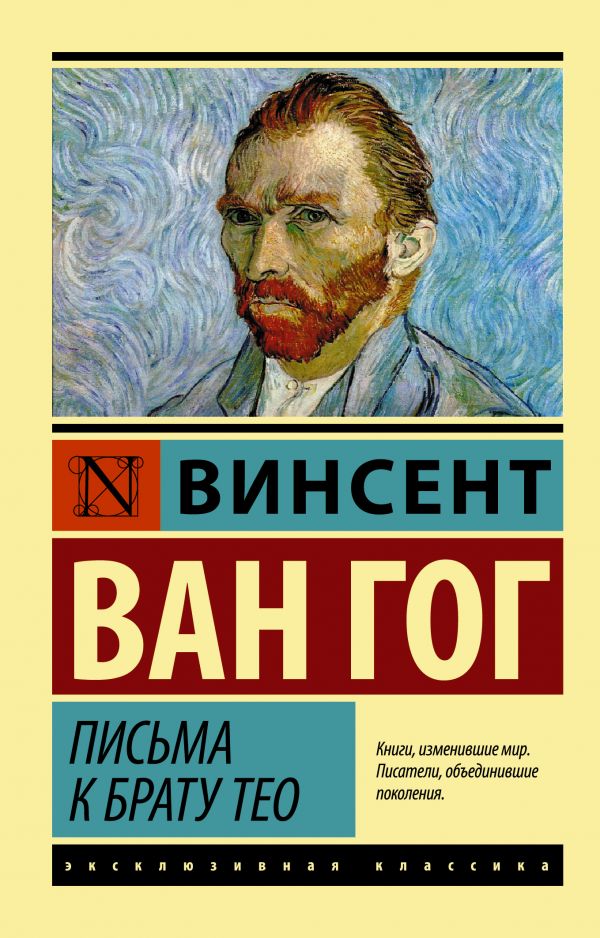 N
ВИНСЕНТ
ВАН ГОГ
ПИСЬМА
К БРАТУ ТЕО
Книги, изменившие мир.
Писатели, объединившие
поколения.
эксклюзивная классика